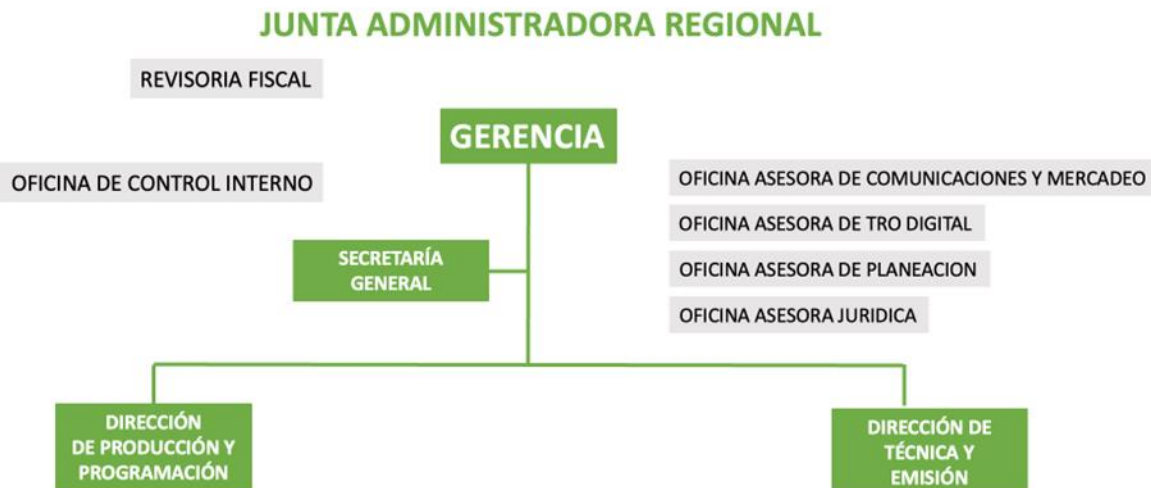 JUNTA ADMINISTRADORA REGIONAL
REVISORIA FISCAL
GERENCIA
OFICINA DE CONTROL INTERNO
OFICINA ASESORA DE COMUNICACIONES Y MERCADEO
OFICINA ASESORA DE TRO DIGITAL
SECRETARÍA
GENERAL
OFICINA ASESORA DE PLANEACION
OFICINA ASESORA JURIDICA
DIRECCIÓN
DE PRODUCCIÓN Y
PROGRAMACIÓN
DIRECCIÓN DE
TÉCNICA Y
EMISIÓN